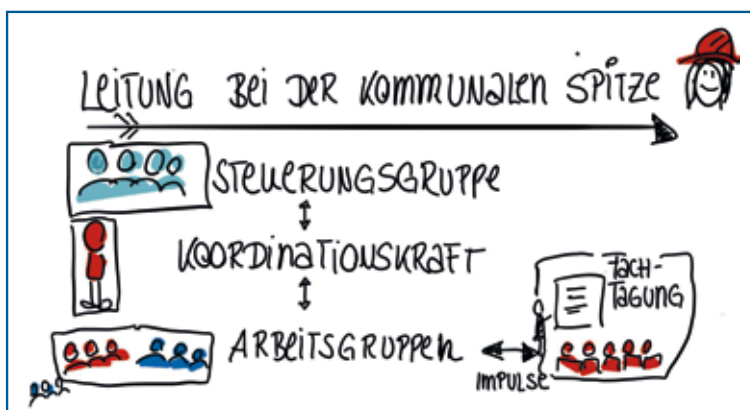 LEITUNG BEI DER KOMMUNALEN SPITZE
STEUERUNGSGRUPPE
KOORDINATIONSKRAFT
FACH-
TAGUNG
ARBEITSGRUPPEN
IMPULSE